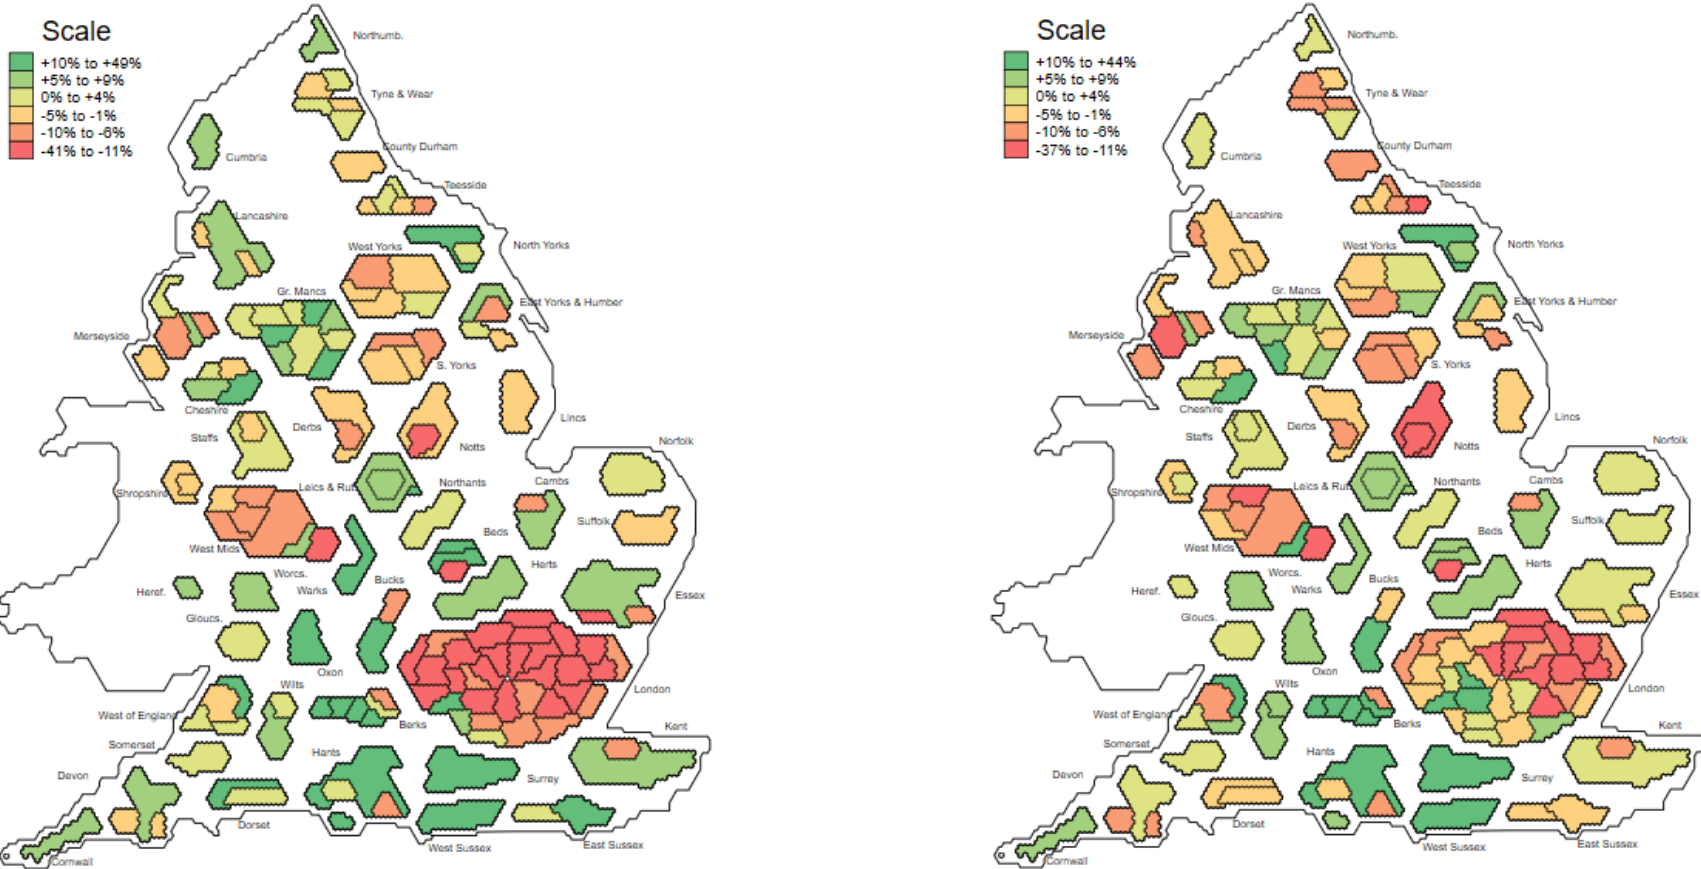 Scale
+10% to +49%
+5% to +9%
0% to +4%
-5% to -1%
-10% to -6%
-41% to -11%
Northumb.
Tyne & Wear
County Durham
Cumbria
Teesside
Lancashire
West Yorks
North Yorks
Gr. Mancs
East Yorks & Humber
Merseyside
S. Yorks
Cheshire
Lincs
Derbs
Staffs
Notts
Norfolk
Leics & Rut
Northants
Cambs
Shropshire
Suffolk
Beds
West Mids
Herts
Worcs.
Bucks
Heref.
Warks
Essex
Gloucs.
Oxon
Wilts
London
West of England
Berks
Kent
Somerset
Hants
Devon
Surrey
Dorset
West Sussex
East Sussex
Cornwall
Scale
+10% to +44%
+5% to +9%
0% to +4%
-5% to -1%
-10% to -6%
-37% to -11%
Northumb.
Tyne & Wear
County Durham
Cumbria
Teesside
Lancashire
West Yorks
North Yorks
Gr. Mancs
East Yorks & Humber
Merseyside
S. Yorks
Cheshire
Lincs
Derbs
Staffs
Notts
Norfolk
Leics & Rut
Northants
Cambs
Shropshire
Suffolk
Beds
West Mids
Herts
Worcs.
Bucks
Heref.
Warks
Essex
Gloucs.
Oxon
Wilts
London
West of England
Berks
Kent
Somerset
Hants
Devon
Surrey
Dorset
West Sussex
East Sussex
Cornwall